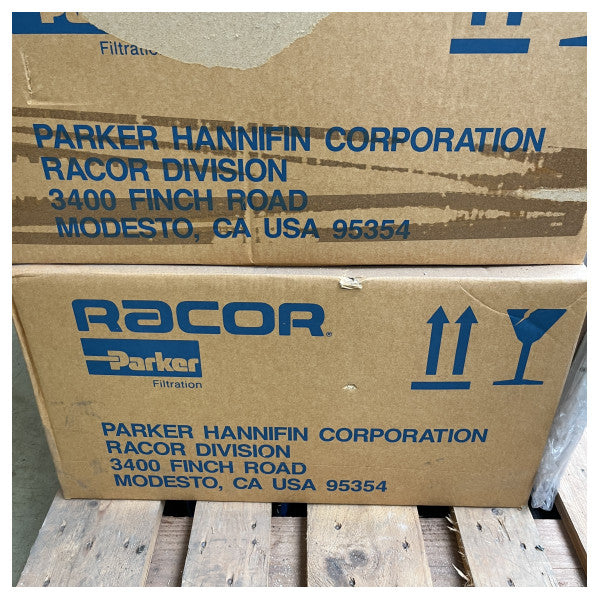 Parker
PARKER HANNIFIN CORPORATION
RACOR DIVISION
3400 FINCH ROAD
MODESTO, CA USA 95354
RACOR®
Parker
Filtration
PARKER HANNIFIN CORPORATION
RACOR DIVISION
3400 FINCH ROAD
MODESTO, CA USA 95354